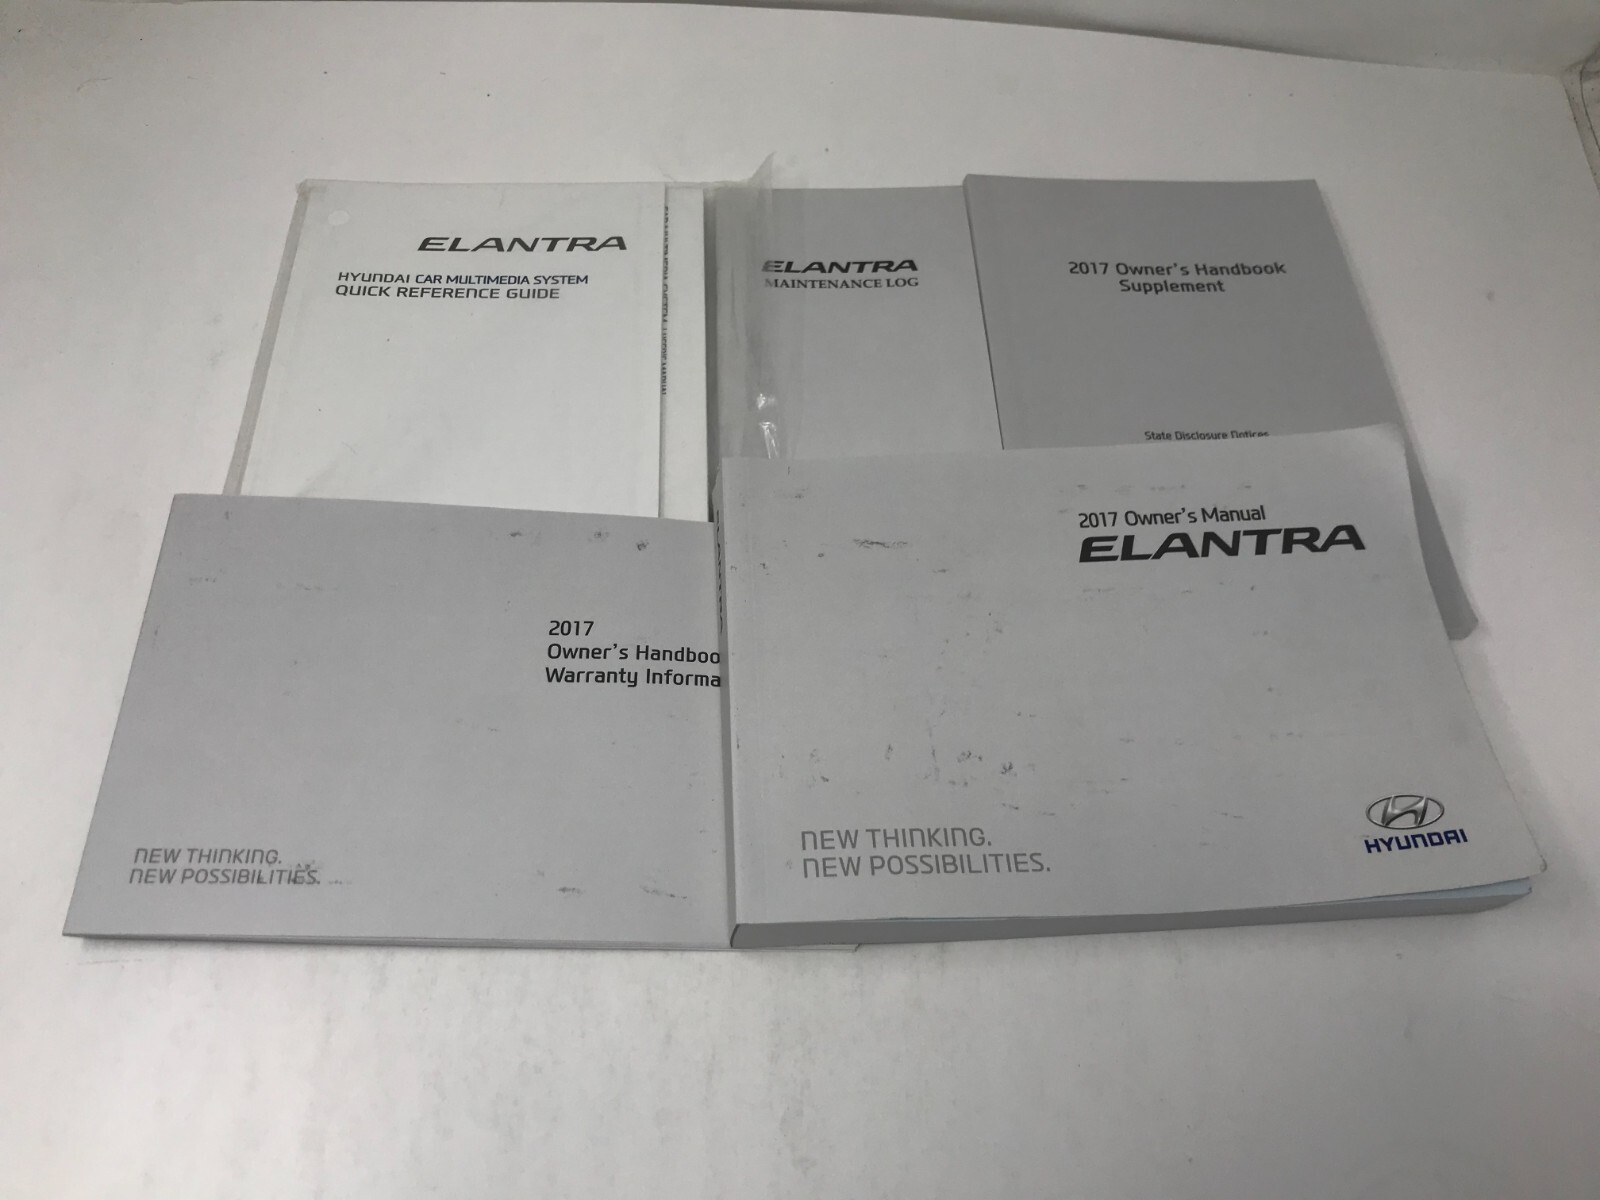 ELANTRA
HYUNDAI CAR MULTIMEDIA SYSTEM
QUICK REFERENCE GUIDE
ELANTRA
MAINTENANCE LOG
2017 Owner's Handbook
Supplement
State Disclosure Notices
2017
Owner's Handboo
Warranty Informa
NEW THINKING.
NEW POSSIBILITIES.
2017 Owner's Manual
ELANTRA
NEW THINKING.
NEW POSSIBILITIES.
HYUNDAI